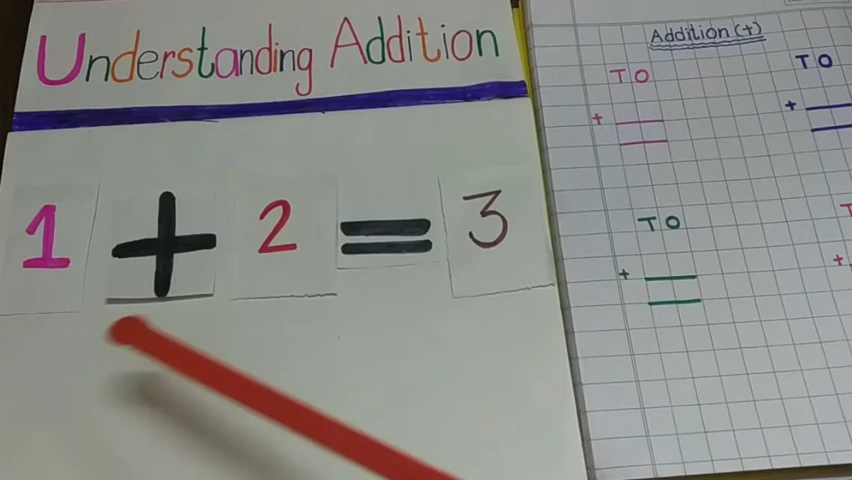 Understanding Addition
1 + 2 = 3
Addition (+)
T O
+
T O
+
T O
+
T
+